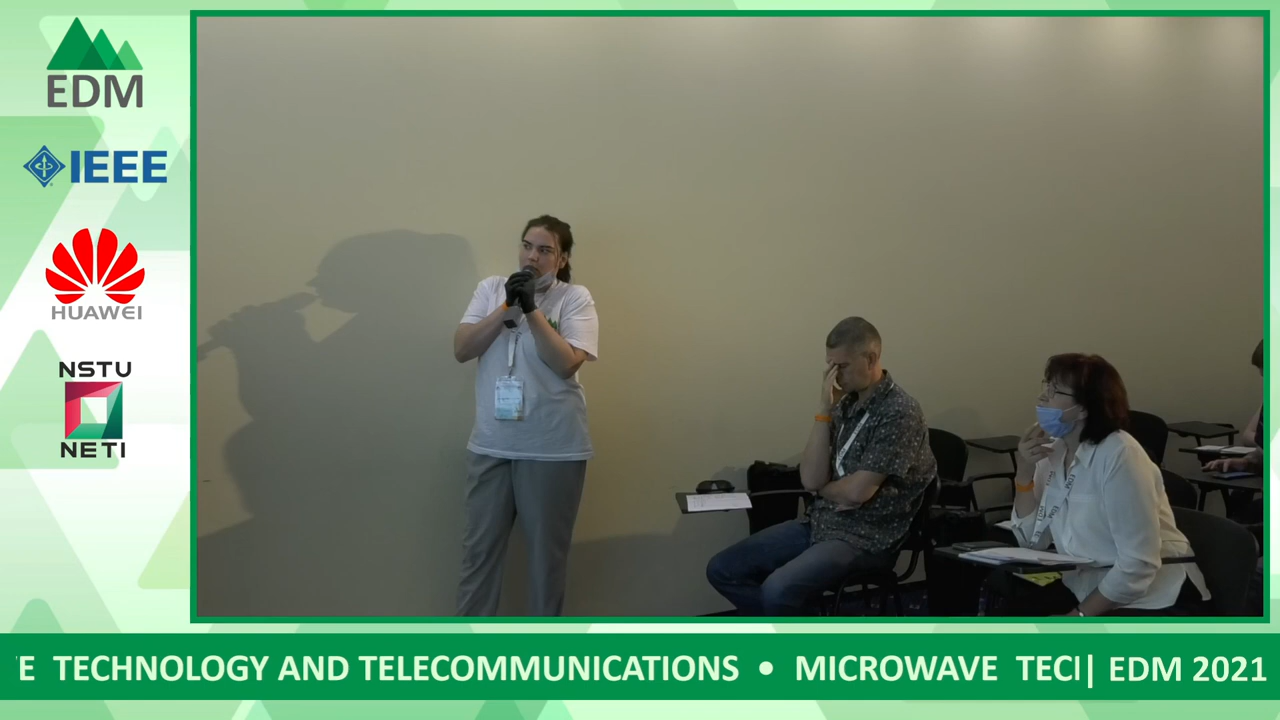 EDM
IEEE
HUAWEI
NSTU
NETI
E TECHNOLOGY AND TELECOMMUNICATIONS • MICROWAVE TECI| EDM 2021